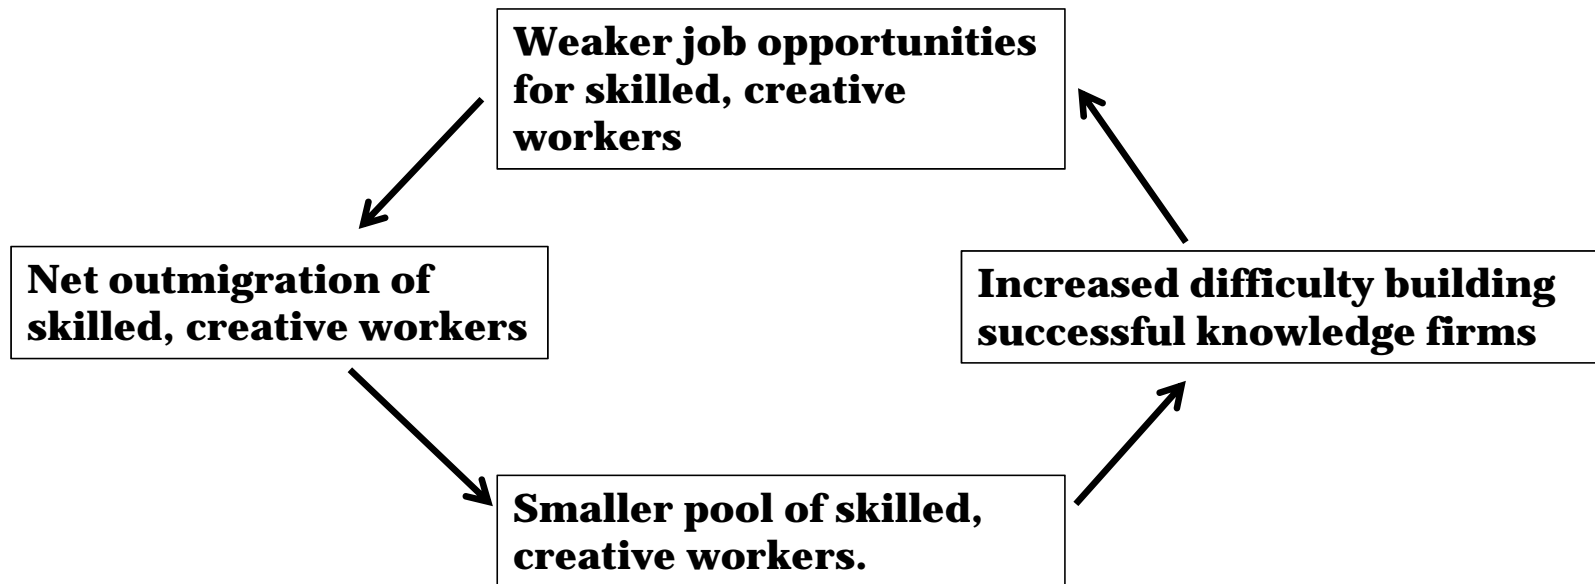 Weaker job opportunities
for skilled, creative
workers
Net outmigration of
skilled, creative workers
Increased difficulty building
successful knowledge firms
Smaller pool of skilled,
creative workers.